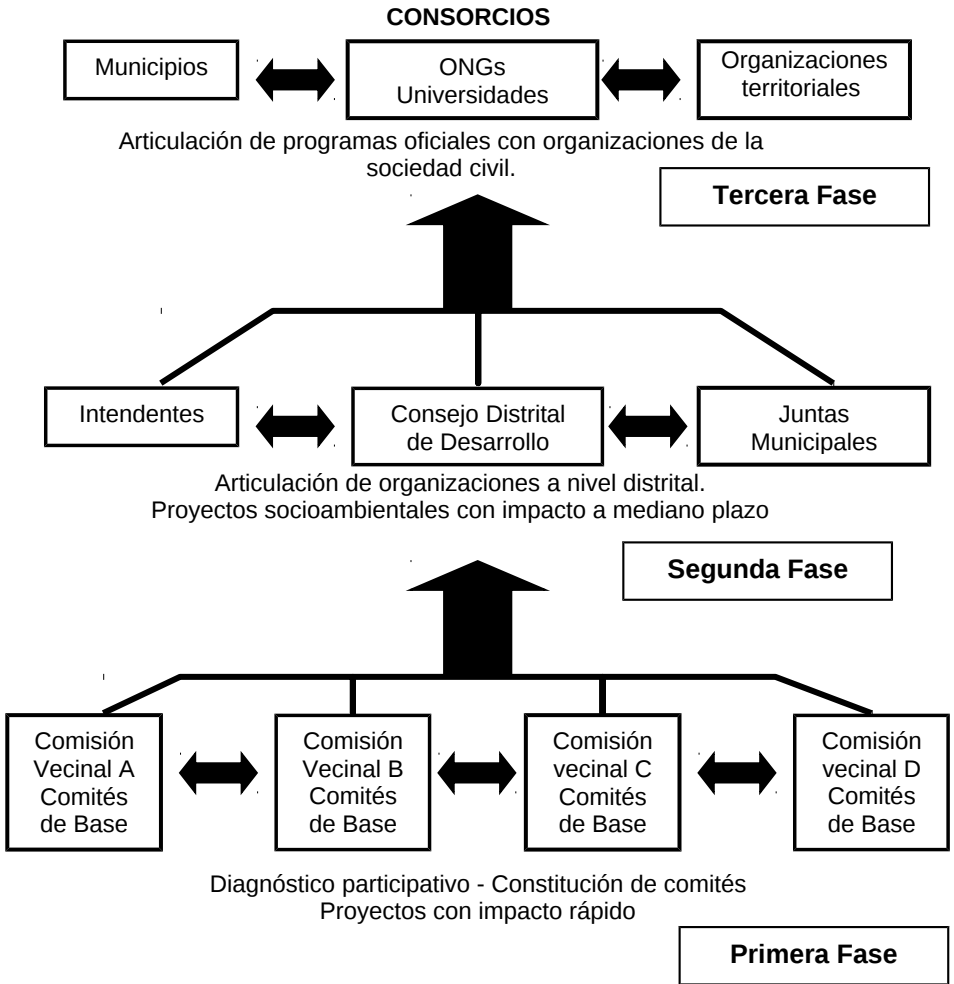 CONSORCIOS
Municipios
ONGs
Universidades
Organizaciones
territoriales
Articulación de programas oficiales con organizaciones de la
sociedad civil.
Tercera Fase
Intendentes
Consejo Distrital
de Desarrollo
Juntas
Municipales
Articulación de organizaciones a nivel distrital.
Proyectos socioambientales con impacto a mediano plazo
Segunda Fase
Comisión
Vecinal A
Comités
de Base
Comisión
Vecinal B
Comités
de Base
Comisión
vecinal C
Comités
de Base
Comisión
vecinal D
Comités
de Base
Diagnóstico participativo - Constitución de comités
Proyectos con impacto rápido
Primera Fase